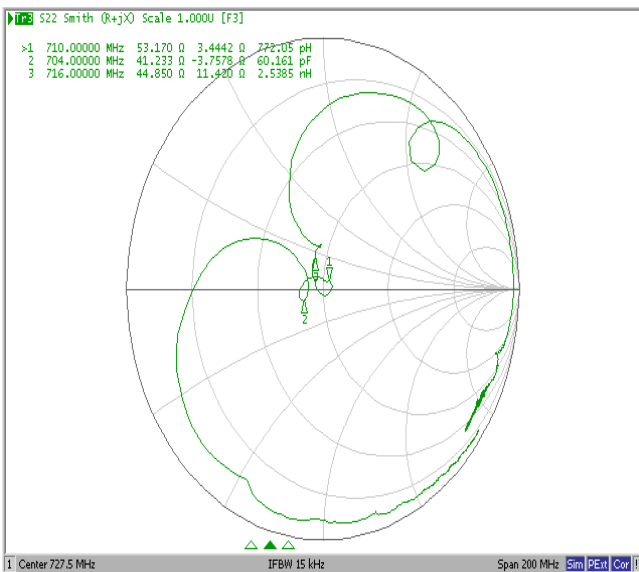 Tr3 S22 Smith (R+jX) Scale 1.000U [F3]
>1 710.00000 MHz 53.170 Ω 3.4442 Ω 772.05 pH
2 704.00000 MHz 41.233 Ω -3.7578 Ω 60.161 pF
3 716.00000 MHz 44.850 Ω 11.420 Ω 2.5385 nH
1
2
1 Center 727.5 MHz IFBW 15 kHz Span 200 MHz Sim PExt Cor !